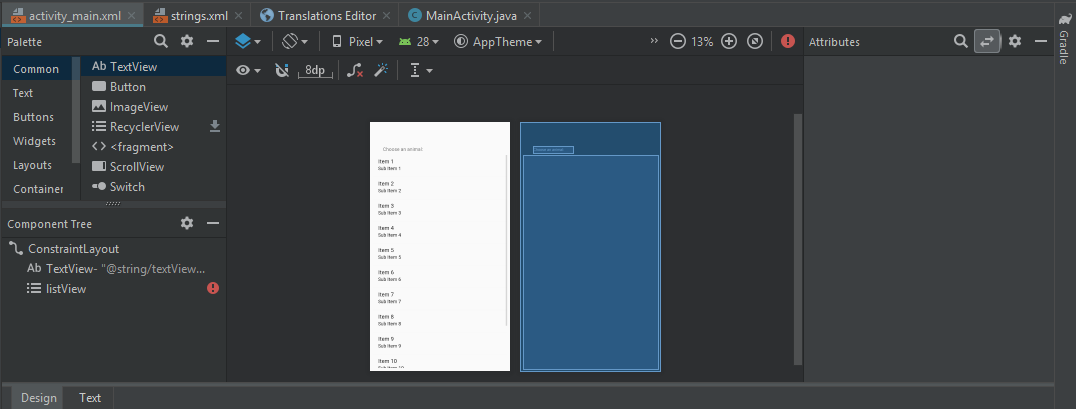 activity_main.xml
strings.xml
Translations Editor
MainActivity.java
Palette
Pixel
28
AppTheme
»
13%
Attributes
Gradle
8dp
Common
Text
Buttons
Widgets
Layouts
Container
Ab TextView
Button
ImageView
RecyclerView
<fragment>
ScrollView
Switch
Component Tree
ConstraintLayout
Ab TextView- "@string/textView...
listView
Choose an animal:
Item 1
Sub Item 1
Item 2
Sub Item 2
Item 3
Sub Item 3
Item 4
Sub Item 4
Item 5
Sub Item 5
Item 6
Sub Item 6
Item 7
Sub Item 7
Item 8
Sub Item 8
Item 9
Sub Item 9
Item 10
Sub Item 10
Choose an animal:
Design
Text